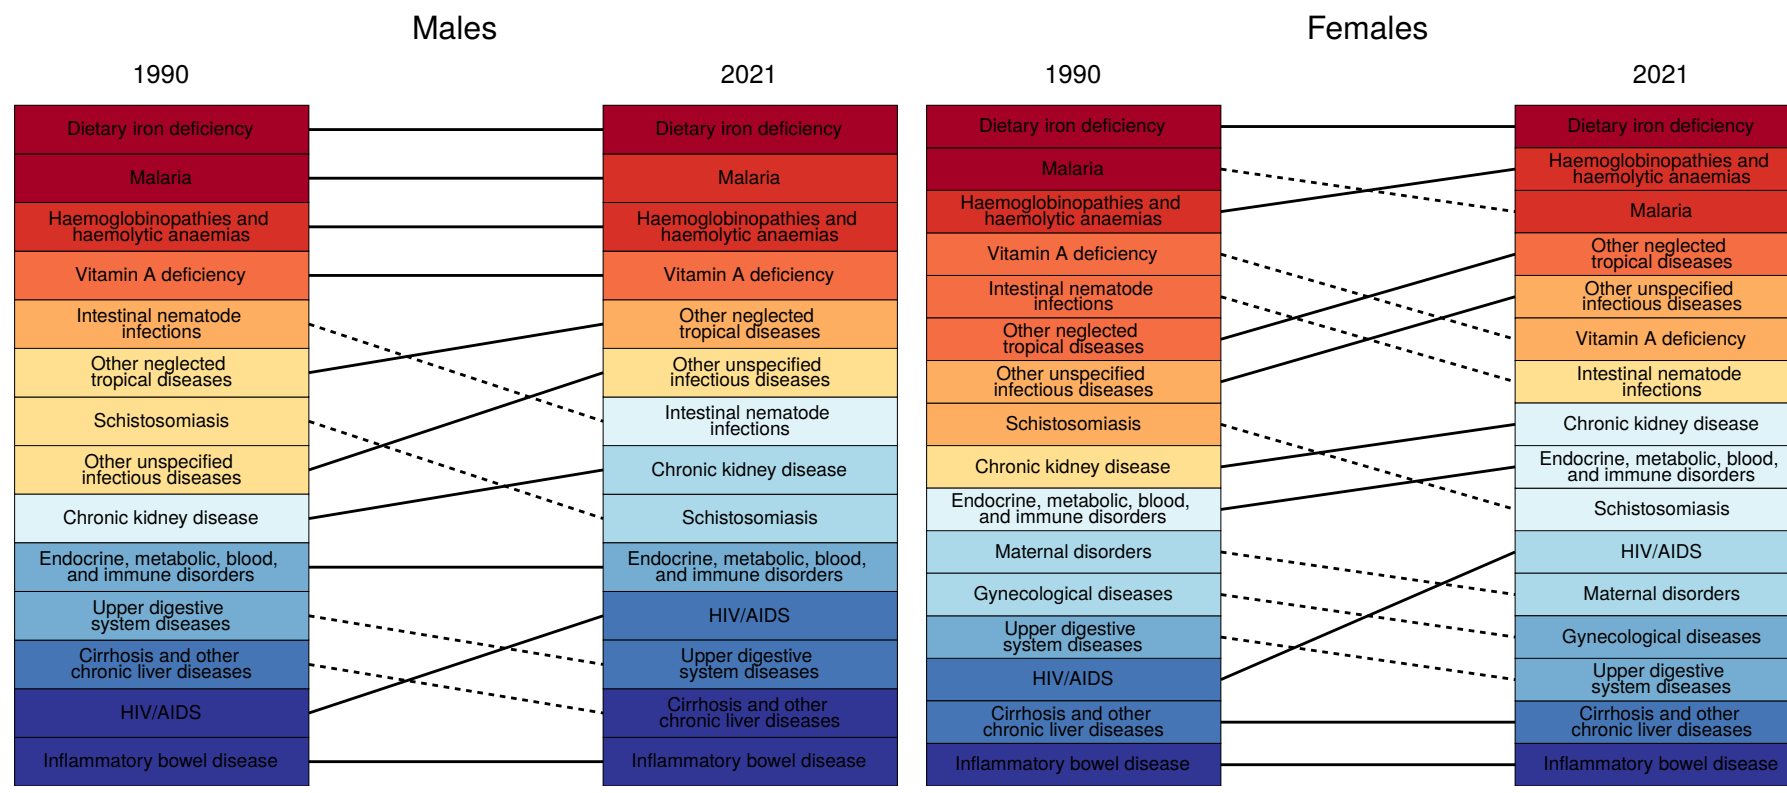 Males
1990
2021
Dietary iron deficiency
Malaria
Haemoglobinopathies and
haemolytic anaemias
Vitamin A deficiency
Intestinal nematode
infections
Other neglected
tropical diseases
Schistosomiasis
Other unspecified
infectious diseases
Chronic kidney disease
Endocrine, metabolic, blood,
and immune disorders
Upper digestive
system diseases
Cirrhosis and other
chronic liver diseases
HIV/AIDS
Inflammatory bowel disease
Dietary iron deficiency
Malaria
Haemoglobinopathies and
haemolytic anaemias
Vitamin A deficiency
Other neglected
tropical diseases
Other unspecified
infectious diseases
Intestinal nematode
infections
Chronic kidney disease
Schistosomiasis
Endocrine, metabolic, blood,
and immune disorders
HIV/AIDS
Upper digestive
system diseases
Cirrhosis and other
chronic liver diseases
Inflammatory bowel disease
Females
1990
2021
Dietary iron deficiency
Malaria
Haemoglobinopathies and
haemolytic anaemias
Vitamin A deficiency
Intestinal nematode
infections
Other neglected
tropical diseases
Other unspecified
infectious diseases
Schistosomiasis
Chronic kidney disease
Endocrine, metabolic, blood,
and immune disorders
Maternal disorders
Gynecological diseases
Upper digestive
system diseases
HIV/AIDS
Cirrhosis and other
chronic liver diseases
Inflammatory bowel disease
Dietary iron deficiency
Haemoglobinopathies and
haemolytic anaemias
Malaria
Other neglected
tropical diseases
Other unspecified
infectious diseases
Vitamin A deficiency
Intestinal nematode
infections
Chronic kidney disease
Endocrine, metabolic, blood,
and immune disorders
Schistosomiasis
HIV/AIDS
Maternal disorders
Gynecological diseases
Upper digestive
system diseases
Cirrhosis and other
chronic liver diseases
Inflammatory bowel disease